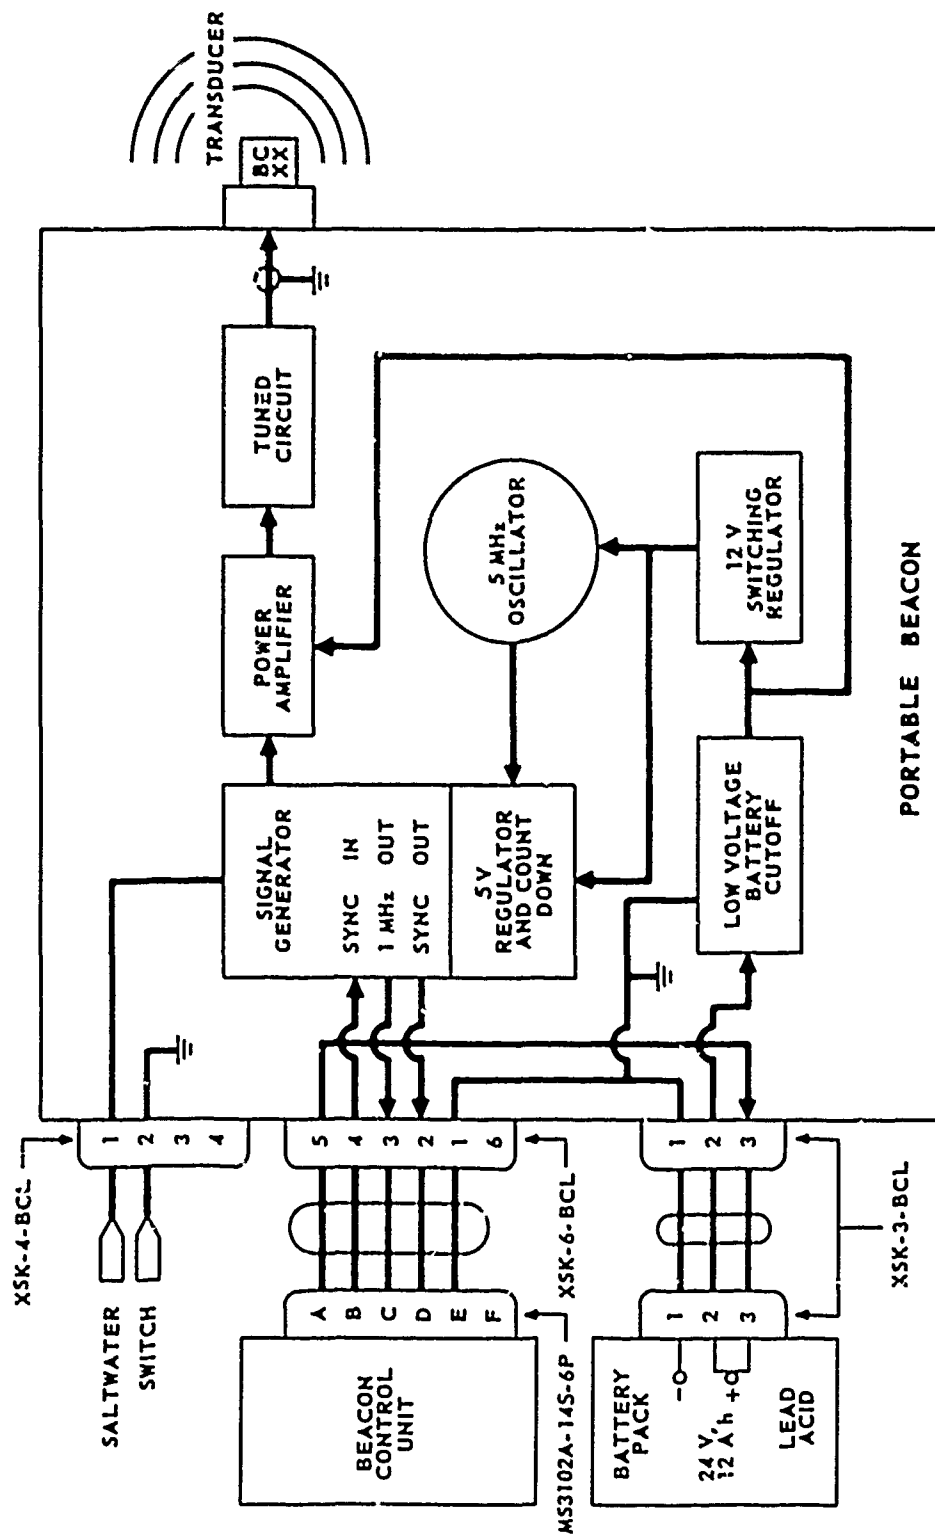 SALTWATER
SWITCH
XSK-4-BCL
1
2
3
4
BEACON
CONTROL
UNIT
MS3102A-14S-6P
A
B
C
D
E
F
XSK-6-BCL
5
4
3
2
1
6
BATTERY
PACK
24 V,
12 A'h
- +
LEAD
ACID
1
2
3
XSK-3-BCL
1
2
3
SIGNAL
GENERATOR
SYNC IN
1 MHz OUT
SYNC OUT
5V
REGULATOR
AND COUNT
DOWN
POWER
AMPLIFIER
TUNED
CIRCUIT
BC
XX
TRANSDUCER
5 MHz
OSCILLATOR
LOW VOLTAGE
BATTERY
CUTOFF
12 V
SWITCHING
REGULATOR
PORTABLE BEACON